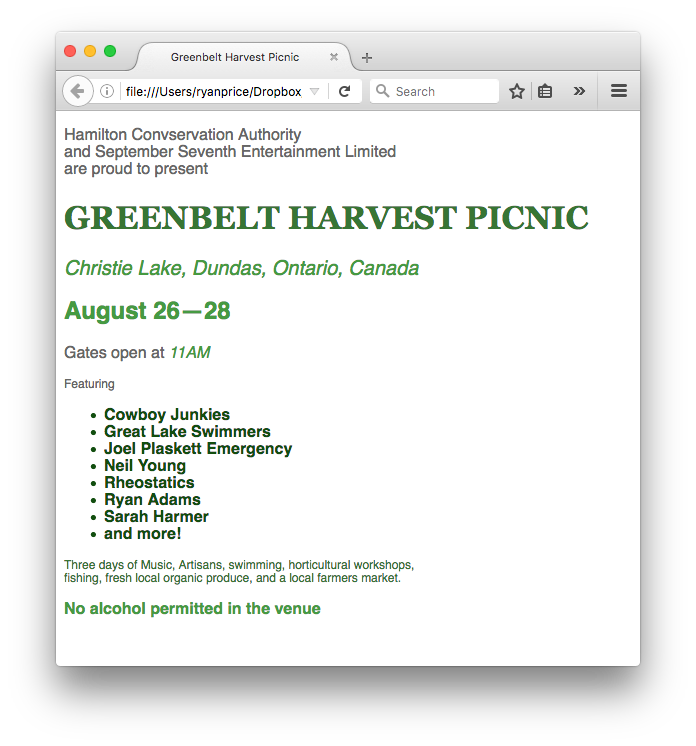 Greenbelt Harvest Picnic
file:///Users/ryanprice/Dropbox
Search
Hamilton Convservation Authority
and September Seventh Entertainment Limited
are proud to present
GREENBELT HARVEST PICNIC
Christie Lake, Dundas, Ontario, Canada
August 26—28
Gates open at 11AM
Featuring
• Cowboy Junkies
• Great Lake Swimmers
• Joel Plaskett Emergency
• Neil Young
• Rheostatics
• Ryan Adams
• Sarah Harmer
• and more!
Three days of Music, Artisans, swimming, horticultural workshops,
fishing, fresh local organic produce, and a local farmers market.
No alcohol permitted in the venue